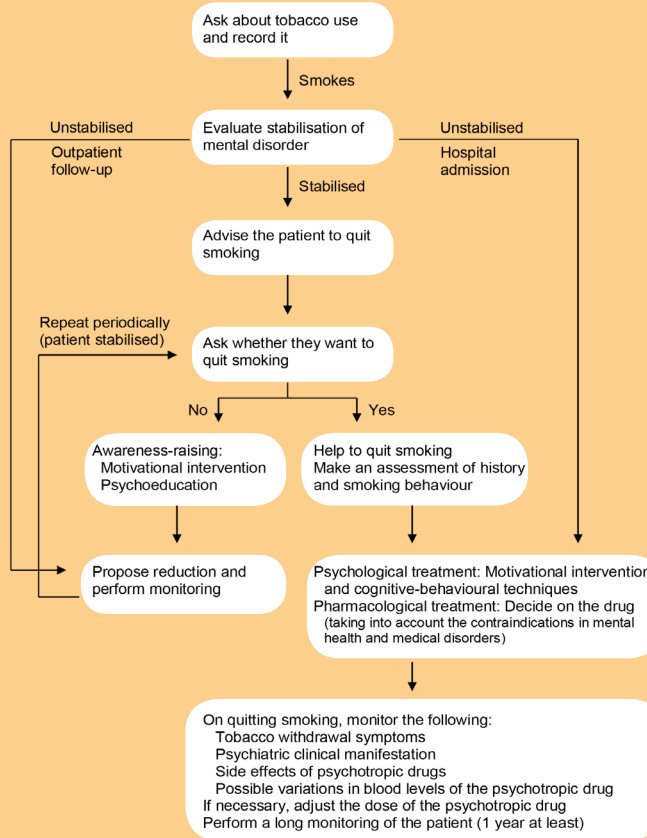 Ask about tobacco use
and record it
Smokes
Unstabilised
Outpatient
follow-up
Evaluate stabilisation of
mental disorder
Unstabilised
Hospital
admission
Stabilised
Advise the patient to quit
smoking
Repeat periodically
(patient stabilised)
Ask whether they want to
quit smoking
No
Yes
Awareness-raising:
Motivational intervention
Psychoeducation
Help to quit smoking
Make an assessment of history
and smoking behaviour
Propose reduction and
perform monitoring
Psychological treatment: Motivational intervention
and cognitive-behavioural techniques
Pharmacological treatment: Decide on the drug
(taking into account the contraindications in mental
health and medical disorders)
On quitting smoking, monitor the following:
Tobacco withdrawal symptoms
Psychiatric clinical manifestation
Side effects of psychotropic drugs
Possible variations in blood levels of the psychotropic drug
If necessary, adjust the dose of the psychotropic drug
Perform a long monitoring of the patient (1 year at least)